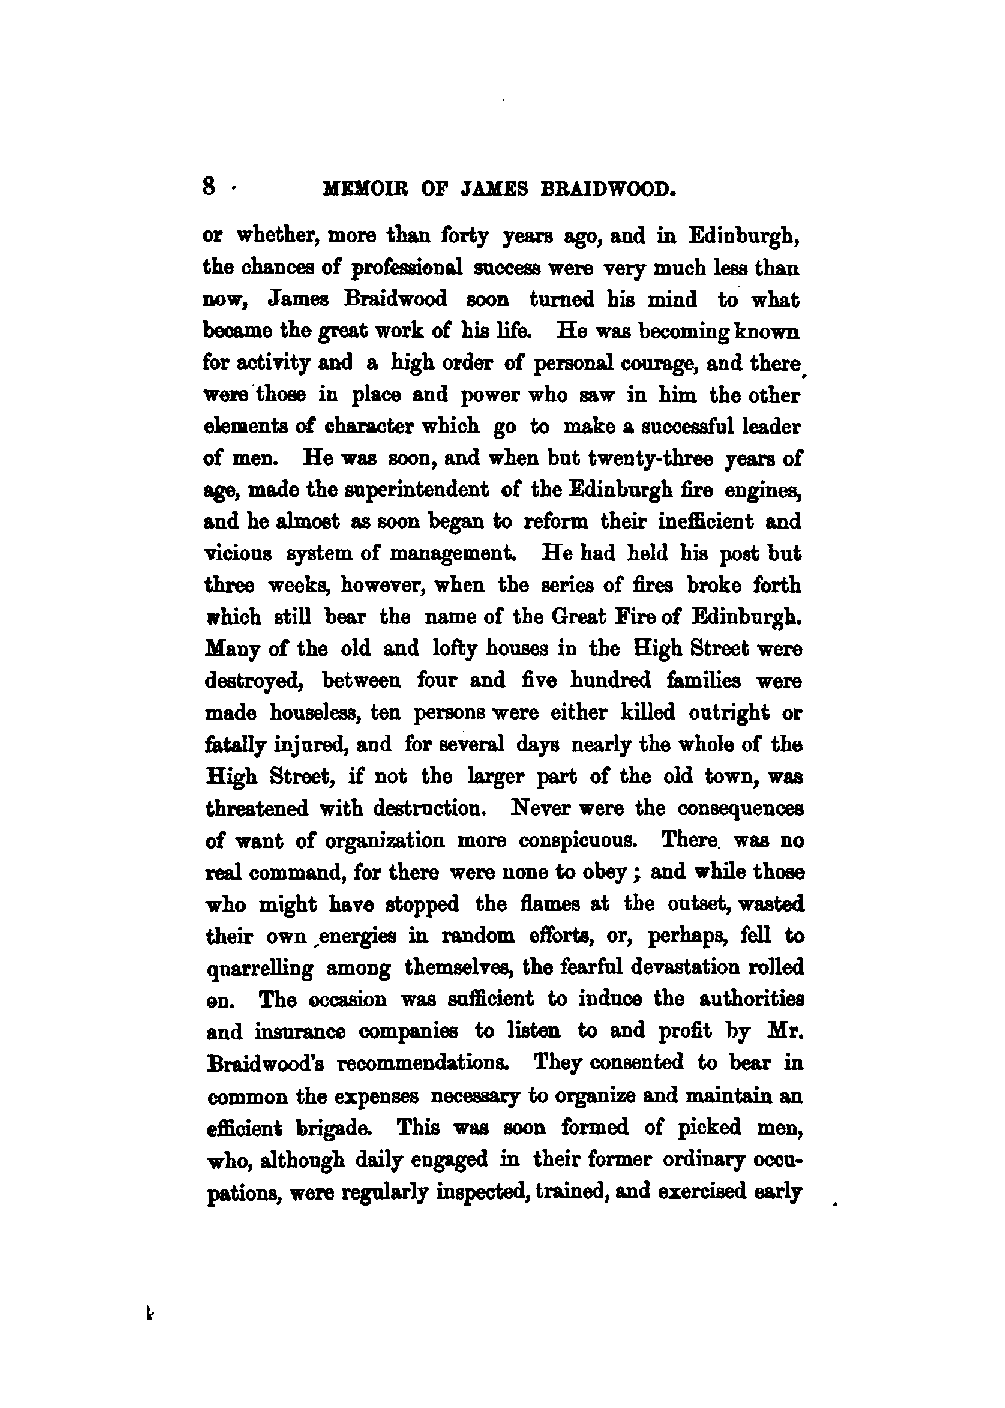 8 MEMOIR OF JAMES BRAIDWOOD.
or whether, more than forty years ago, and in Edinburgh,
the chances of professional success were very much less than
now, James Braidwood soon turned his mind to what
became the great work of his life. He was becoming known
for activity and a high order of personal courage, and there
were those in place and power who saw in him the other
elements of character which go to make a successful leader
of men. He was soon, and when but twenty-three years of
age, made the superintendent of the Edinburgh fire engines,
and he almost as soon began to reform their inefficient and
vicious system of management. He had held his post but
three weeks, however, when the series of fires broke forth
which still bear the name of the Great Fire of Edinburgh.
Many of the old and lofty houses in the High Street were
destroyed, between four and five hundred families were
made houseless, ten persons were either killed outright or
fatally injured, and for several days nearly the whole of the
High Street, if not the larger part of the old town, was
threatened with destruction. Never were the consequences
of want of organization more conspicuous. There was no
real command, for there were none to obey; and while those
who might have stopped the flames at the outset, wasted
their own energies in random efforts, or, perhaps, fell to
quarrelling among themselves, the fearful devastation rolled
on. The occasion was sufficient to induce the authorities
and insurance companies to listen to and profit by Mr.
Braidwood's recommendations. They consented to bear in
common the expenses necessary to organize and maintain an
efficient brigade. This was soon formed of picked men,
who, although daily engaged in their former ordinary occu-
pations, were regularly inspected, trained, and exercised early